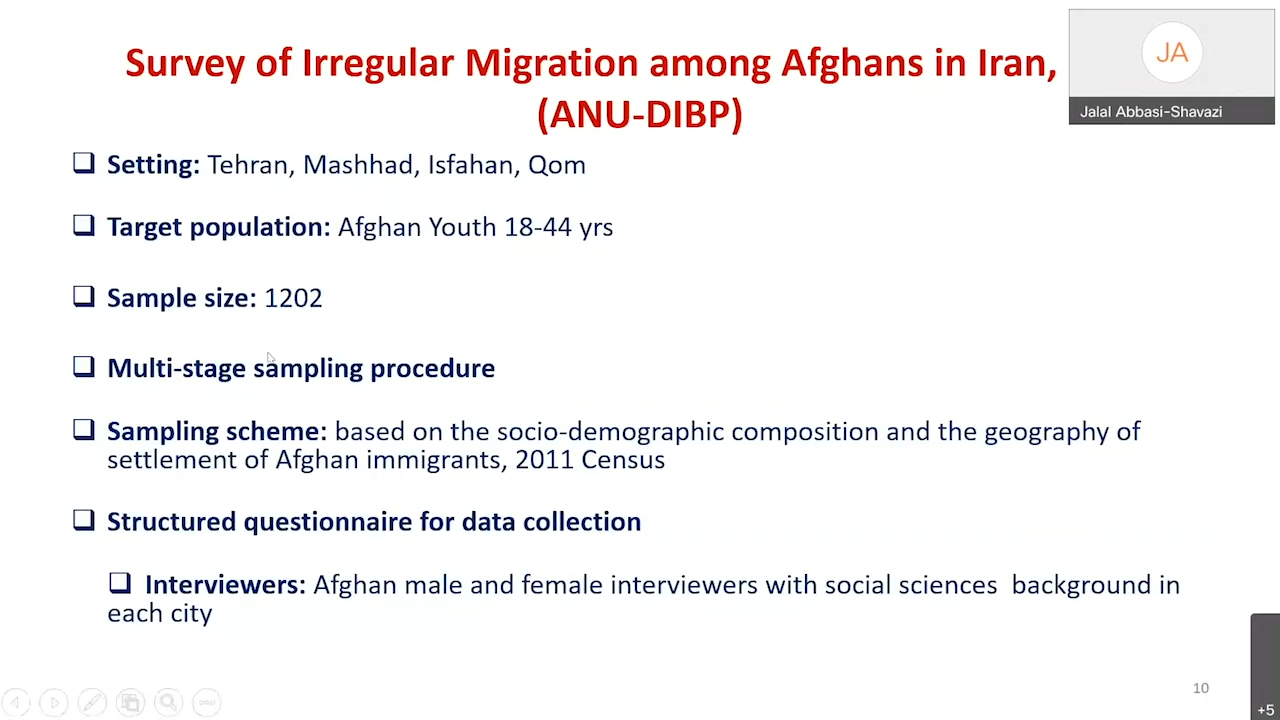 Survey of Irregular Migration among Afghans in Iran,
(ANU-DIBP)
JA
Jalal Abbasi-Shavazi
❑ Setting: Tehran, Mashhad, Isfahan, Qom
❑ Target population: Afghan Youth 18-44 yrs
❑ Sample size: 1202
❑ Multi-stage sampling procedure
❑ Sampling scheme: based on the socio-demographic composition and the geography of
settlement of Afghan immigrants, 2011 Census
❑ Structured questionnaire for data collection
❑ Interviewers: Afghan male and female interviewers with social sciences background in
each city
10
+5